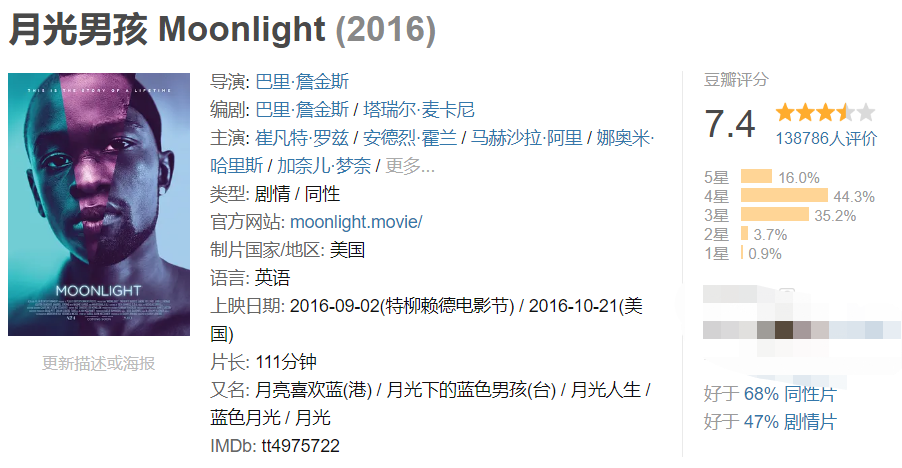 月光男孩 Moonlight (2016)
THIS IS THE STORY OF A LIFETIME
MOONLIGHT
更新描述或海报
导演: 巴里·詹金斯
编剧: 巴里·詹金斯 / 塔瑞尔·麦卡尼
主演: 崔凡特·罗兹 / 安德烈·霍兰 / 马赫沙拉·阿里 / 娜奥米·
哈里斯 / 加奈儿·梦奈 / 更多...
类型: 剧情 / 同性
官方网站: moonlight.movie/
制片国家/地区: 美国
语言: 英语
上映日期: 2016-09-02(特柳赖德电影节) / 2016-10-21(美
国)
片长: 111分钟
又名: 月亮喜欢蓝(港) / 月光下的蓝色男孩(台) / 月光人生 /
蓝色月光 / 月光
IMDb: tt4975722
豆瓣评分
7.4
138786人评价
5星 16.0%
4星 44.3%
3星 35.2%
2星 3.7%
1星 0.9%
好于 68% 同性片
好于 47% 剧情片